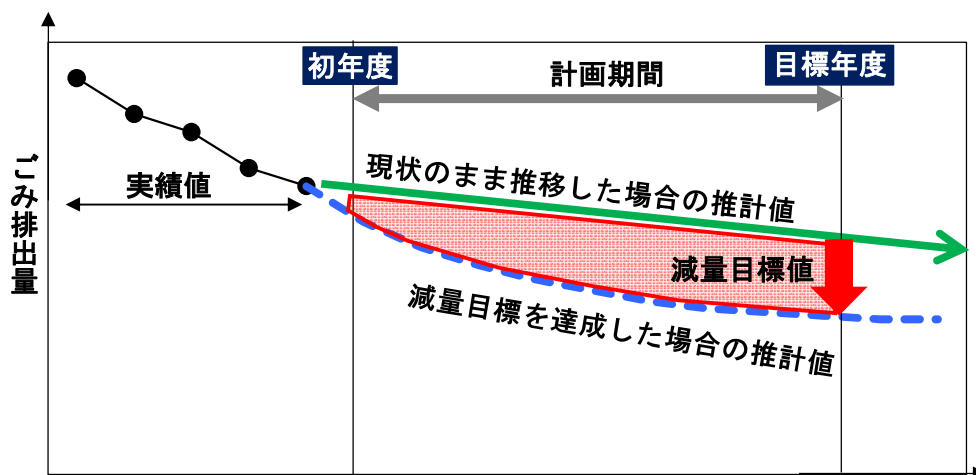 初年度
計画期間
目標年度
ごみ排出量
実績値
現状のまま推移した場合の推計値
減量目標値
減量目標を達成した場合の推計値